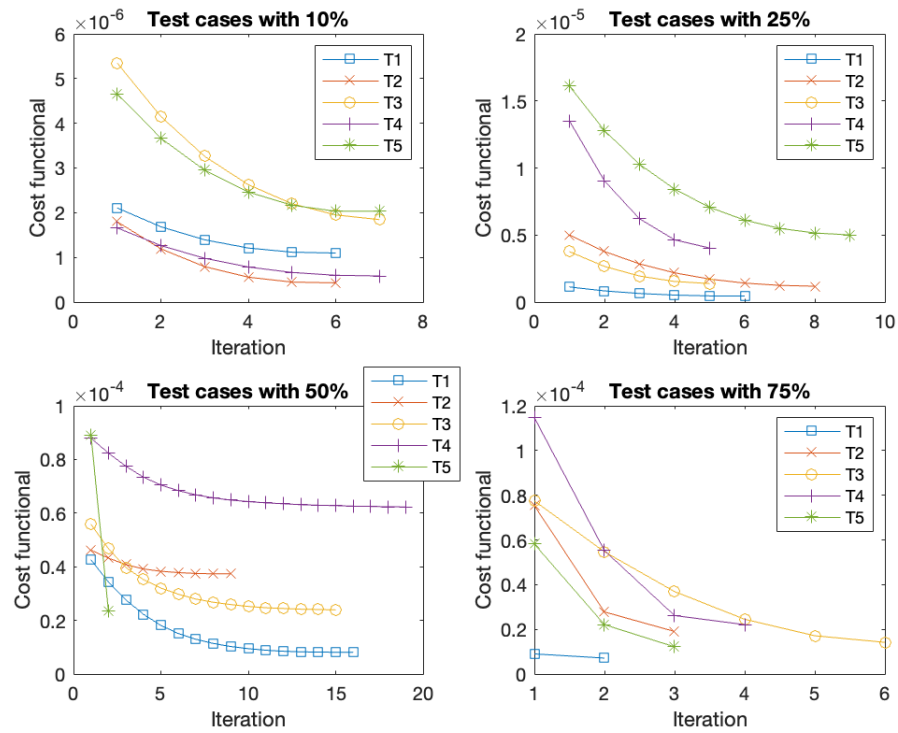 Test cases with 10%
×10⁻⁶
Cost functional
6
5
4
3
2
1
0
0 2 4 6 8
Iteration
T1
T2
T3
T4
T5
Test cases with 25%
×10⁻⁵
Cost functional
2
1.5
1
0.5
0
0 2 4 6 8 10
Iteration
T1
T2
T3
T4
T5
Test cases with 50%
×10⁻⁴
Cost functional
1
0.8
0.6
0.4
0.2
0
0 5 10 15 20
Iteration
T1
T2
T3
T4
T5
Test cases with 75%
×10⁻⁴
Cost functional
1.2
1
0.8
0.6
0.4
0.2
0
1 2 3 4 5 6
Iteration
T1
T2
T3
T4
T5